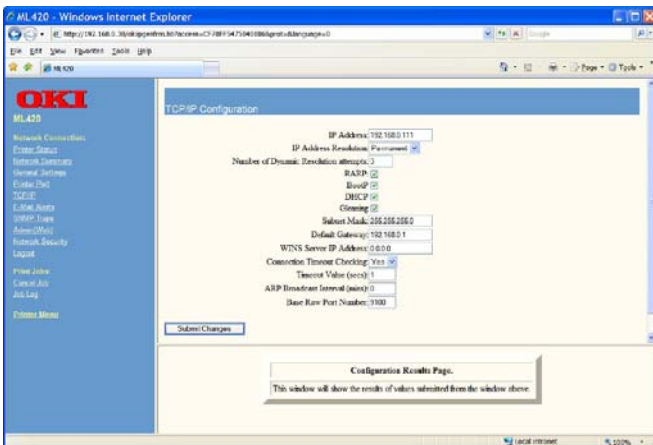 ML420 - Windows Internet Explorer
Google
File Edit View Favorites Tools Help
ML420
Page Tools
OKI
ML420
TCP/IP Configuration
Network Connection:
Printer Status
Network Summary
General Settings
Printer Port
TCP/IP
E-Mail Alerts
SNMP Traps
Admin(Web)
Network Security
Logout
Print Jobs:
Cancel Job
Job Log
Printer Menu
IP Address: 192.168.0.111
IP Address Resolution: Permanent
Number of Dynamic Resolution attempts: 3
RARP:
BootP
DHCP
Gleaning
Subnet Mask: 255.255.255.0
Default Gateway: 192.168.0.1
WINS Server IP Address: 0.0.0.0
Connection Timeout Checking: Yes
Timeout Value (secs): 1
ARP Broadcast Interval (mins): 0
Base Raw Port Number: 9100
Submit Changes
Configuration Results Page.
This window will show the results of values submitted from the window above.
Local intranet
100%